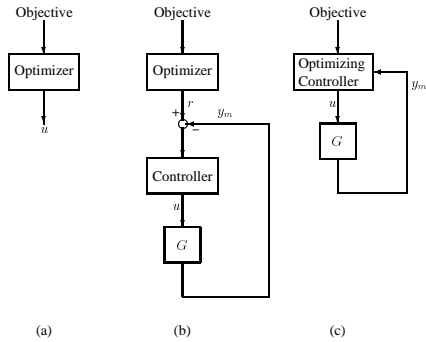 Objective
Optimizer
u
(a)
Objective
Optimizer
r
+
−
y_m
Controller
u
G
(b)
Objective
Optimizing
Controller
y_m
u
G
(c)